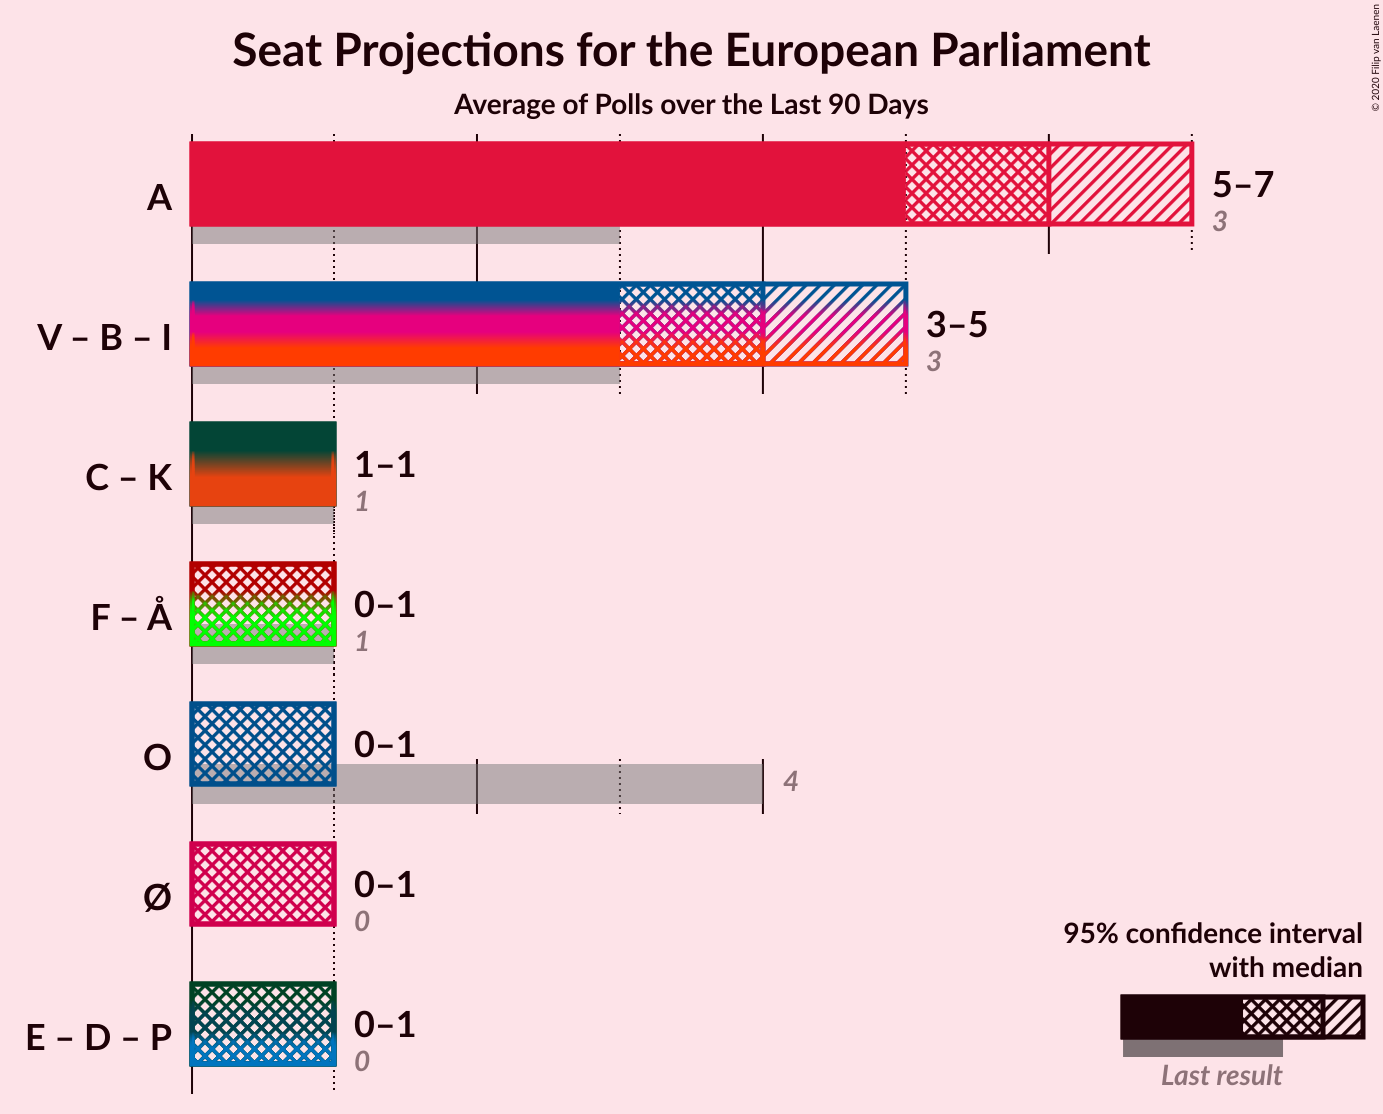 Seat Projections for the European Parliament
Average of Polls over the Last 90 Days
© 2020 Filip van Laenen
A
5–7
3
V – B – I
3–5
3
C – K
1–1
1
F – Å
0–1
1
O
0–1
4
Ø
0–1
0
E – D – P
0–1
0
95% confidence interval
with median
Last result